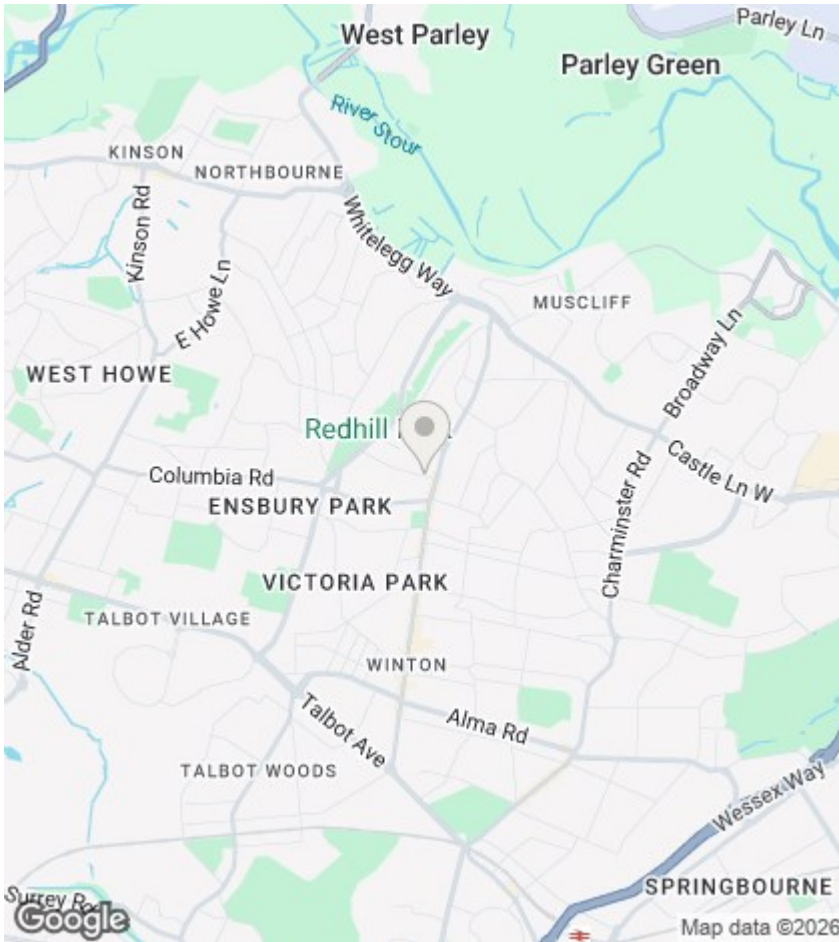 Parley Ln
West Parley
Parley Green
River Stour
KINSON
NORTHBOURNE
Kinson Rd
Whitelegg Way
E Howe Ln
MUSCLIFF
Broadway Ln
WEST HOWE
Redhill
Columbia Rd
Castle Ln W
Charminster Rd
ENSBURY PARK
VICTORIA PARK
TALBOT VILLAGE
Alder Rd
WINTON
Talbot Ave
Alma Rd
TALBOT WOODS
Wessex Way
SPRINGBOURNE
Surrey Rd
Google
Map data ©2026